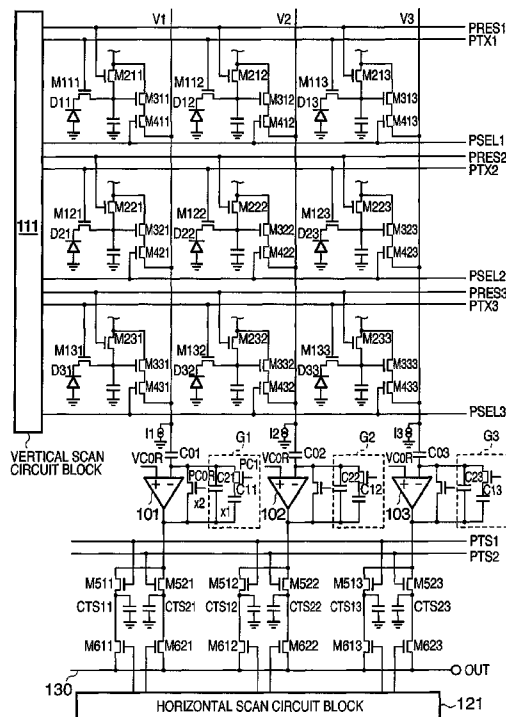 V1 V2 V3
PRES1
PTX1
M111 M211 M112 M212 M113 M213
D11 M311 D12 M312 D13 M313
M411 M412 M413
PSEL1
PRES2
PTX2
M121 M221 M122 M222 M123 M223
D21 M321 D22 M322 D23 M323
M421 M422 M423
PSEL2
PRES3
PTX3
M131 M231 M132 M232 M133 M233
D31 M331 D32 M332 D33 M333
M431 M432 M433
PSEL3
111
VERTICAL SCAN
CIRCUIT BLOCK
I1 G1 I2 G2 I3 G3
VC0R C01 VC0R C02 VC0R C03
PC0R C21 PC1 C22 C23
x2 C11 C12 C13
x1
101 102 103
PTS1
PTS2
M511 M521 M512 M522 M513 M523
CTS11 CTS21 CTS12 CTS22 CTS13 CTS23
M611 M621 M612 M622 M613 M623
130 OUT
HORIZONTAL SCAN CIRCUIT BLOCK 121